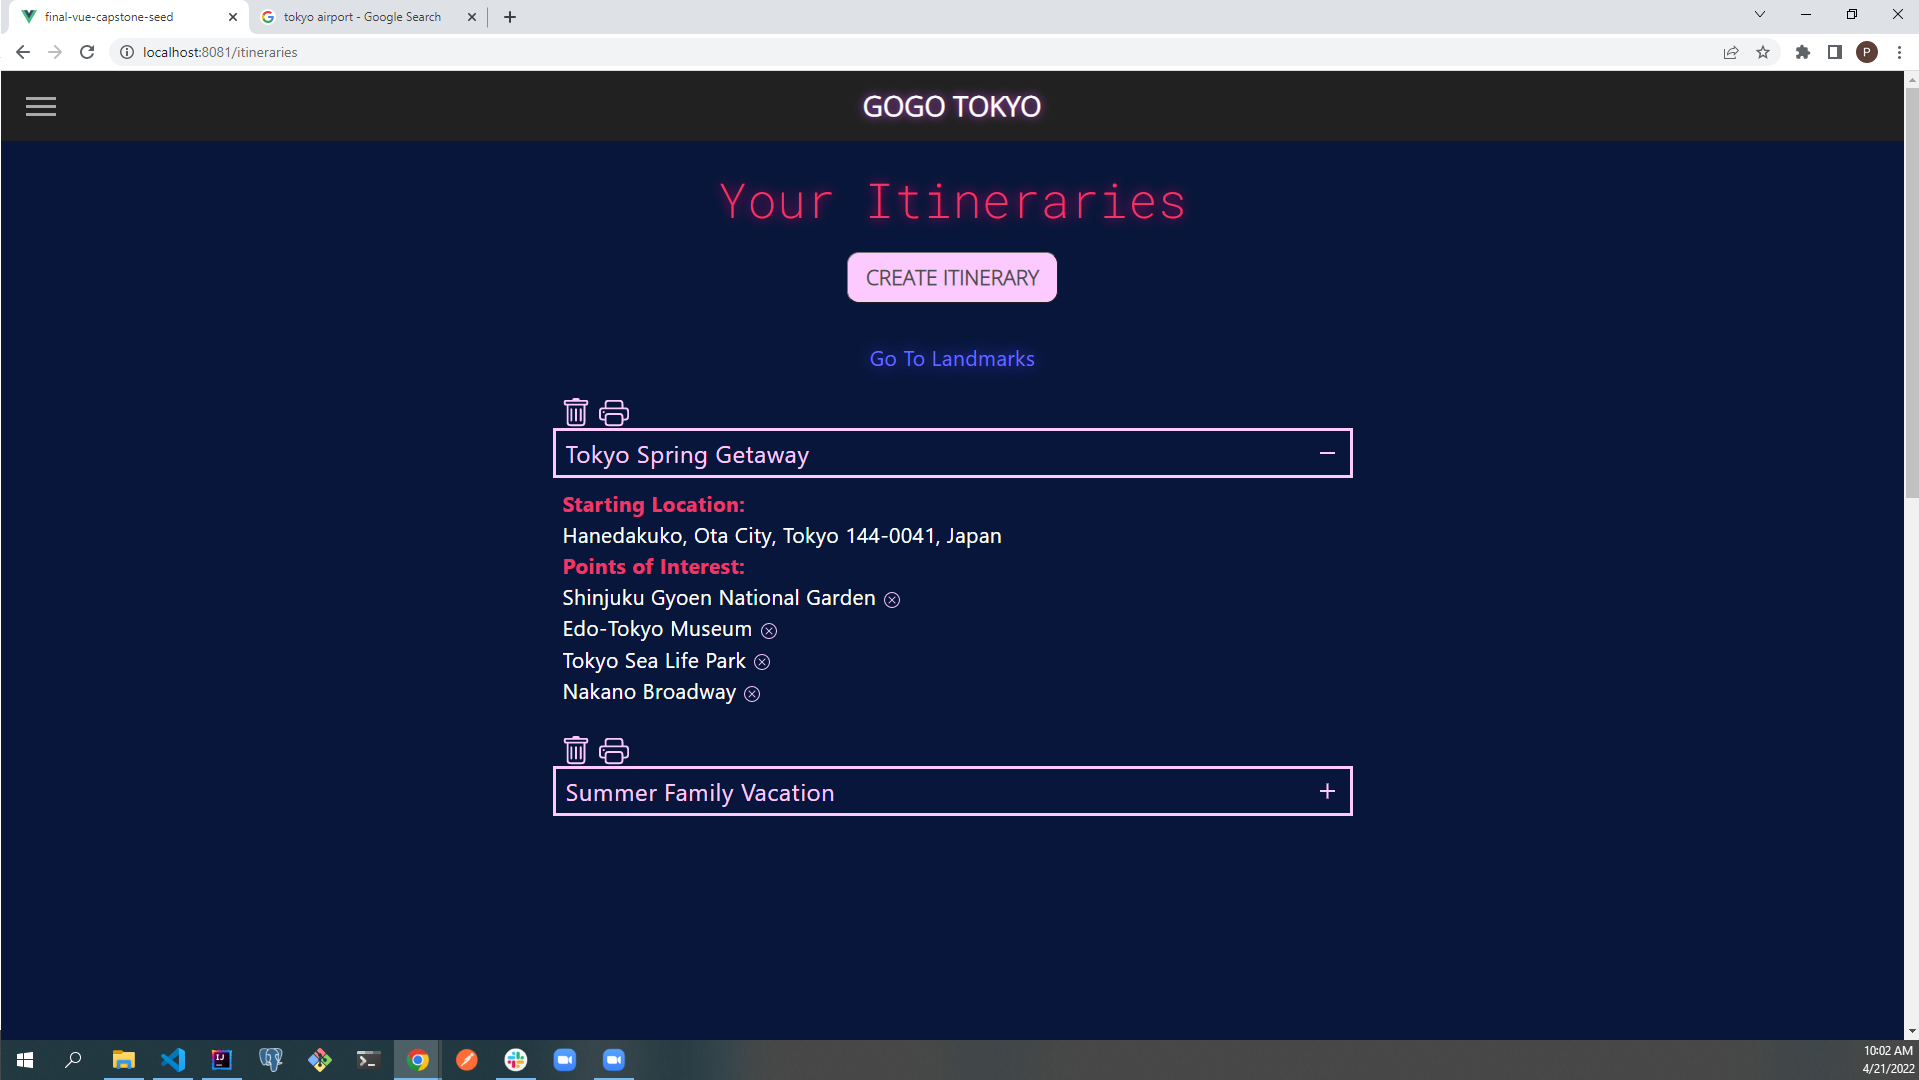 final-vue-capstone-seed
tokyo airport - Google Search
localhost:8081/itineraries
P
GOGO TOKYO
Your Itineraries
CREATE ITINERARY
Go To Landmarks
Tokyo Spring Getaway
Starting Location:
Hanedakuko, Ota City, Tokyo 144-0041, Japan
Points of Interest:
Shinjuku Gyoen National Garden
Edo-Tokyo Museum
Tokyo Sea Life Park
Nakano Broadway
Summer Family Vacation
IJ
10:02 AM
4/21/2022